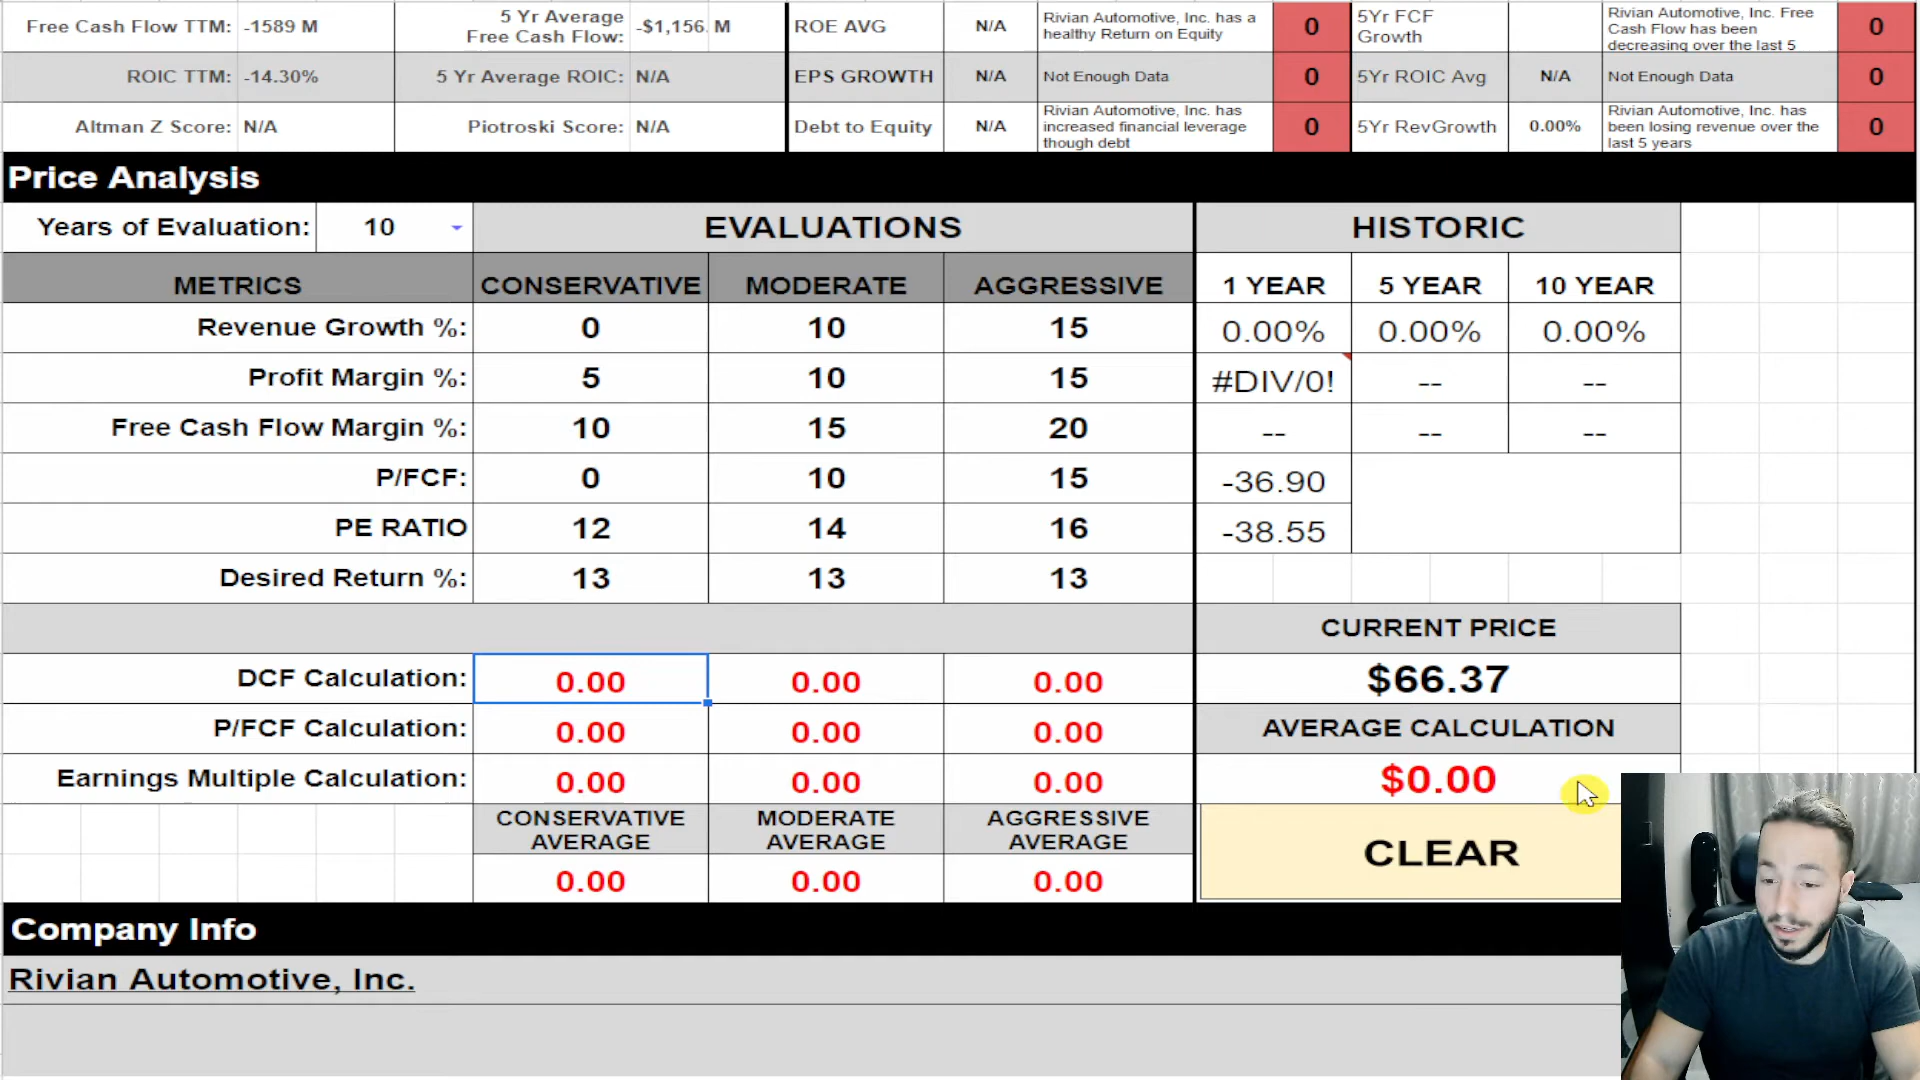 Free Cash Flow TTM: -1589 M
5 Yr Average
Free Cash Flow: -$1,156. M
ROE AVG N/A
Rivian Automotive, Inc. has a
healthy Return on Equity
0
5Yr FCF
Growth
Rivian Automotive, Inc. Free
Cash Flow has been
decreasing over the last 5
0
ROIC TTM: -14.30%
5 Yr Average ROIC: N/A
EPS GROWTH N/A Not Enough Data 0
5Yr ROIC Avg N/A Not Enough Data 0
Altman Z Score: N/A
Piotroski Score: N/A
Debt to Equity N/A
Rivian Automotive, Inc. has
increased financial leverage
though debt
0
5Yr RevGrowth 0.00%
Rivian Automotive, Inc. has
been losing revenue over the
last 5 years
0
Price Analysis
Years of Evaluation: 10 EVALUATIONS HISTORIC
METRICS CONSERVATIVE MODERATE AGGRESSIVE 1 YEAR 5 YEAR 10 YEAR
Revenue Growth %: 0 10 15 0.00% 0.00% 0.00%
Profit Margin %: 5 10 15 #DIV/0! -- --
Free Cash Flow Margin %: 10 15 20 -- -- --
P/FCF: 0 10 15 -36.90
PE RATIO 12 14 16 -38.55
Desired Return %: 13 13 13
CURRENT PRICE
DCF Calculation: 0.00 0.00 0.00 $66.37
P/FCF Calculation: 0.00 0.00 0.00 AVERAGE CALCULATION
Earnings Multiple Calculation: 0.00 0.00 0.00 $0.00
CONSERVATIVE
AVERAGE
MODERATE
AVERAGE
AGGRESSIVE
AVERAGE
CLEAR
0.00 0.00 0.00
Company Info
Rivian Automotive, Inc.